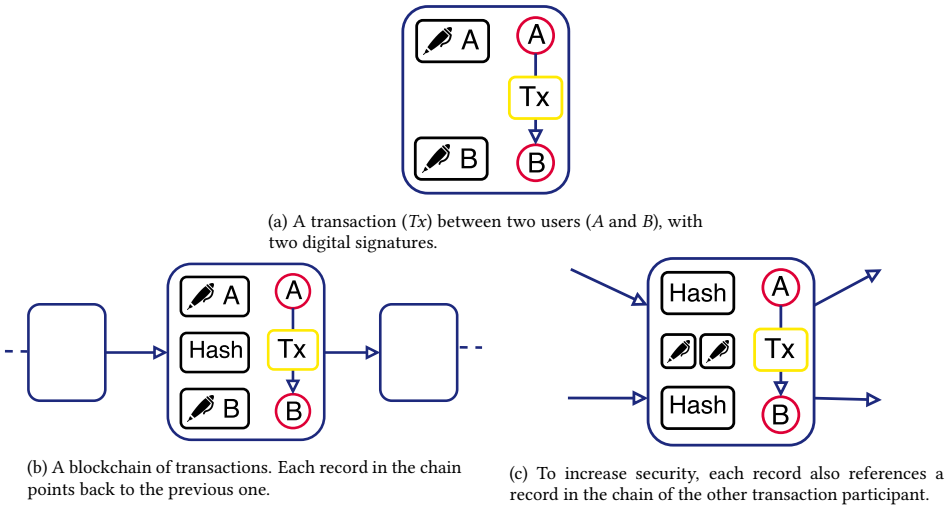 A
A
Tx
B
B
(a) A transaction (Tx) between two users (A and B), with
two digital signatures.
A
A
Hash
Tx
B
B
(b) A blockchain of transactions. Each record in the chain
points back to the previous one.
Hash
A
Tx
Hash
B
(c) To increase security, each record also references a
record in the chain of the other transaction participant.